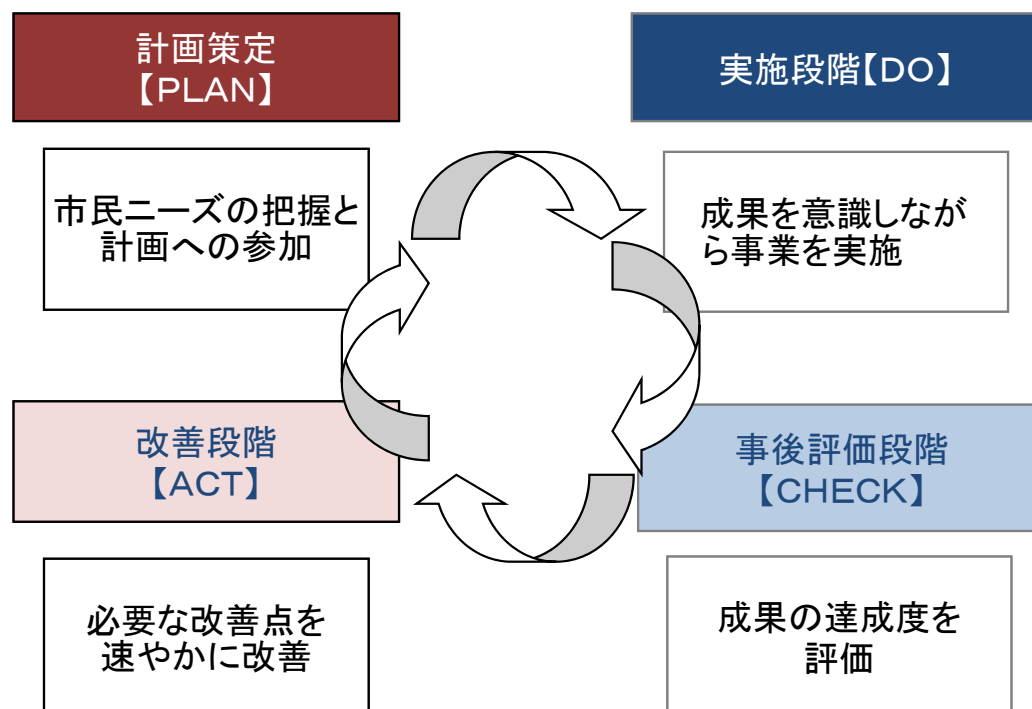 計画策定
【PLAN】
実施段階【DO】
市民ニーズの把握と
計画への参加
成果を意識しなが
ら事業を実施
改善段階
【ACT】
事後評価段階
【CHECK】
必要な改善点を
速やかに改善
成果の達成度を
評価